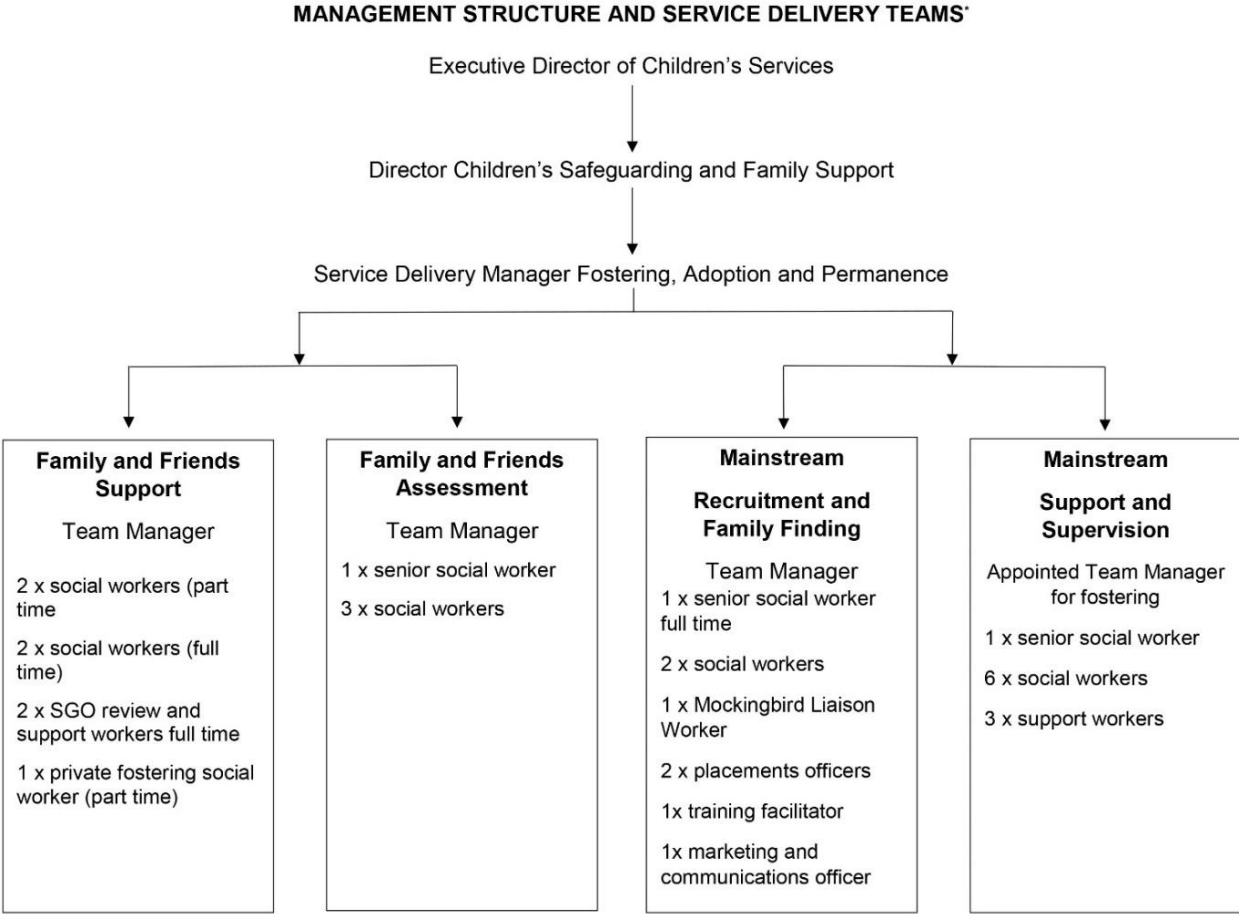 MANAGEMENT STRUCTURE AND SERVICE DELIVERY TEAMS*
Executive Director of Children's Services
Director Children's Safeguarding and Family Support
Service Delivery Manager Fostering, Adoption and Permanence
Family and Friends
Support
Team Manager
2 x social workers (part
time
2 x social workers (full
time)
2 x SGO review and
support workers full time
1 x private fostering social
worker (part time)
Family and Friends
Assessment
Team Manager
1 x senior social worker
3 x social workers
Mainstream
Recruitment and
Family Finding
Team Manager
1 x senior social worker
full time
2 x social workers
1 x Mockingbird Liaison
Worker
2 x placements officers
1x training facilitator
1x marketing and
communications officer
Mainstream
Support and
Supervision
Appointed Team Manager
for fostering
1 x senior social worker
6 x social workers
3 x support workers